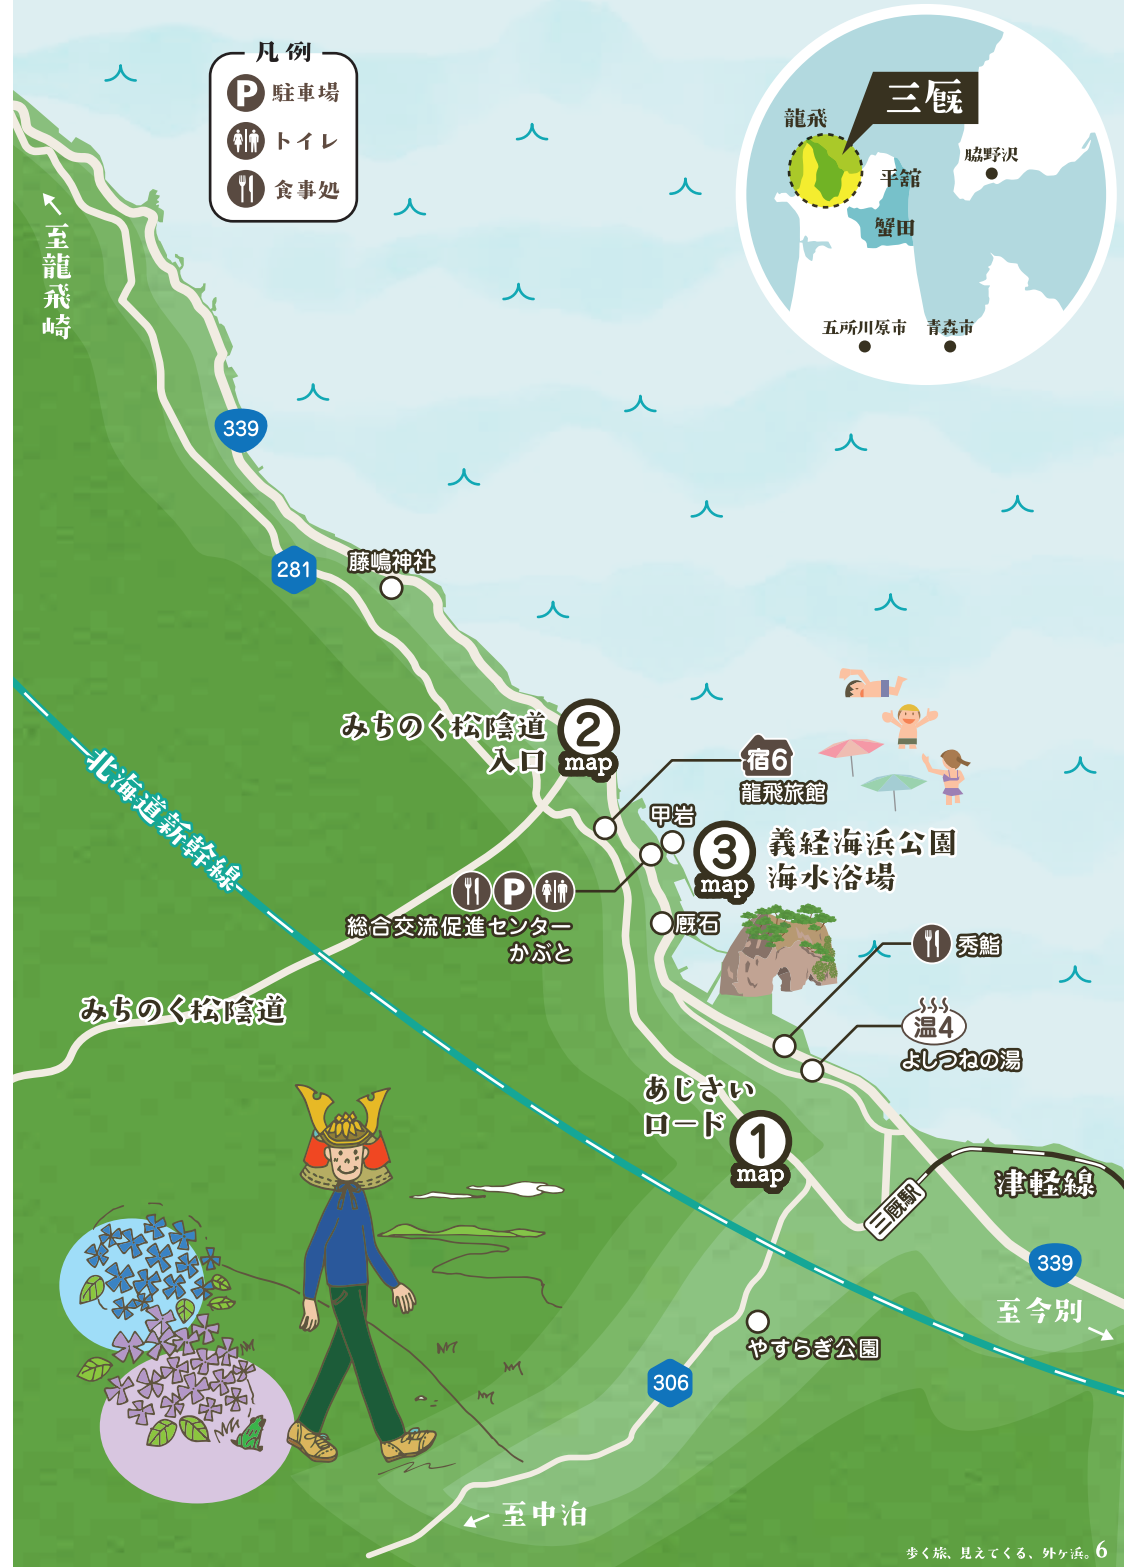 凡例
P 駐車場
トイレ
食事処
三厩
龍飛
脇野沢
平舘
蟹田
五所川原市
青森市
至龍飛崎
339
281
藤嶋神社
みちのく松陰道
入口
2
map
宿6
龍飛旅館
甲岩
3
map
義経海浜公園
海水浴場
北海道新幹線
P
総合交流促進センター
かぶと
厩石
秀鮨
みちのく松陰道
温4
よしつねの湯
あじさい
ロード
1
map
津軽線
三厩駅
339
至今別
やすらぎ公園
306
至中泊
歩く旅、見えてくる、外ヶ浜。6